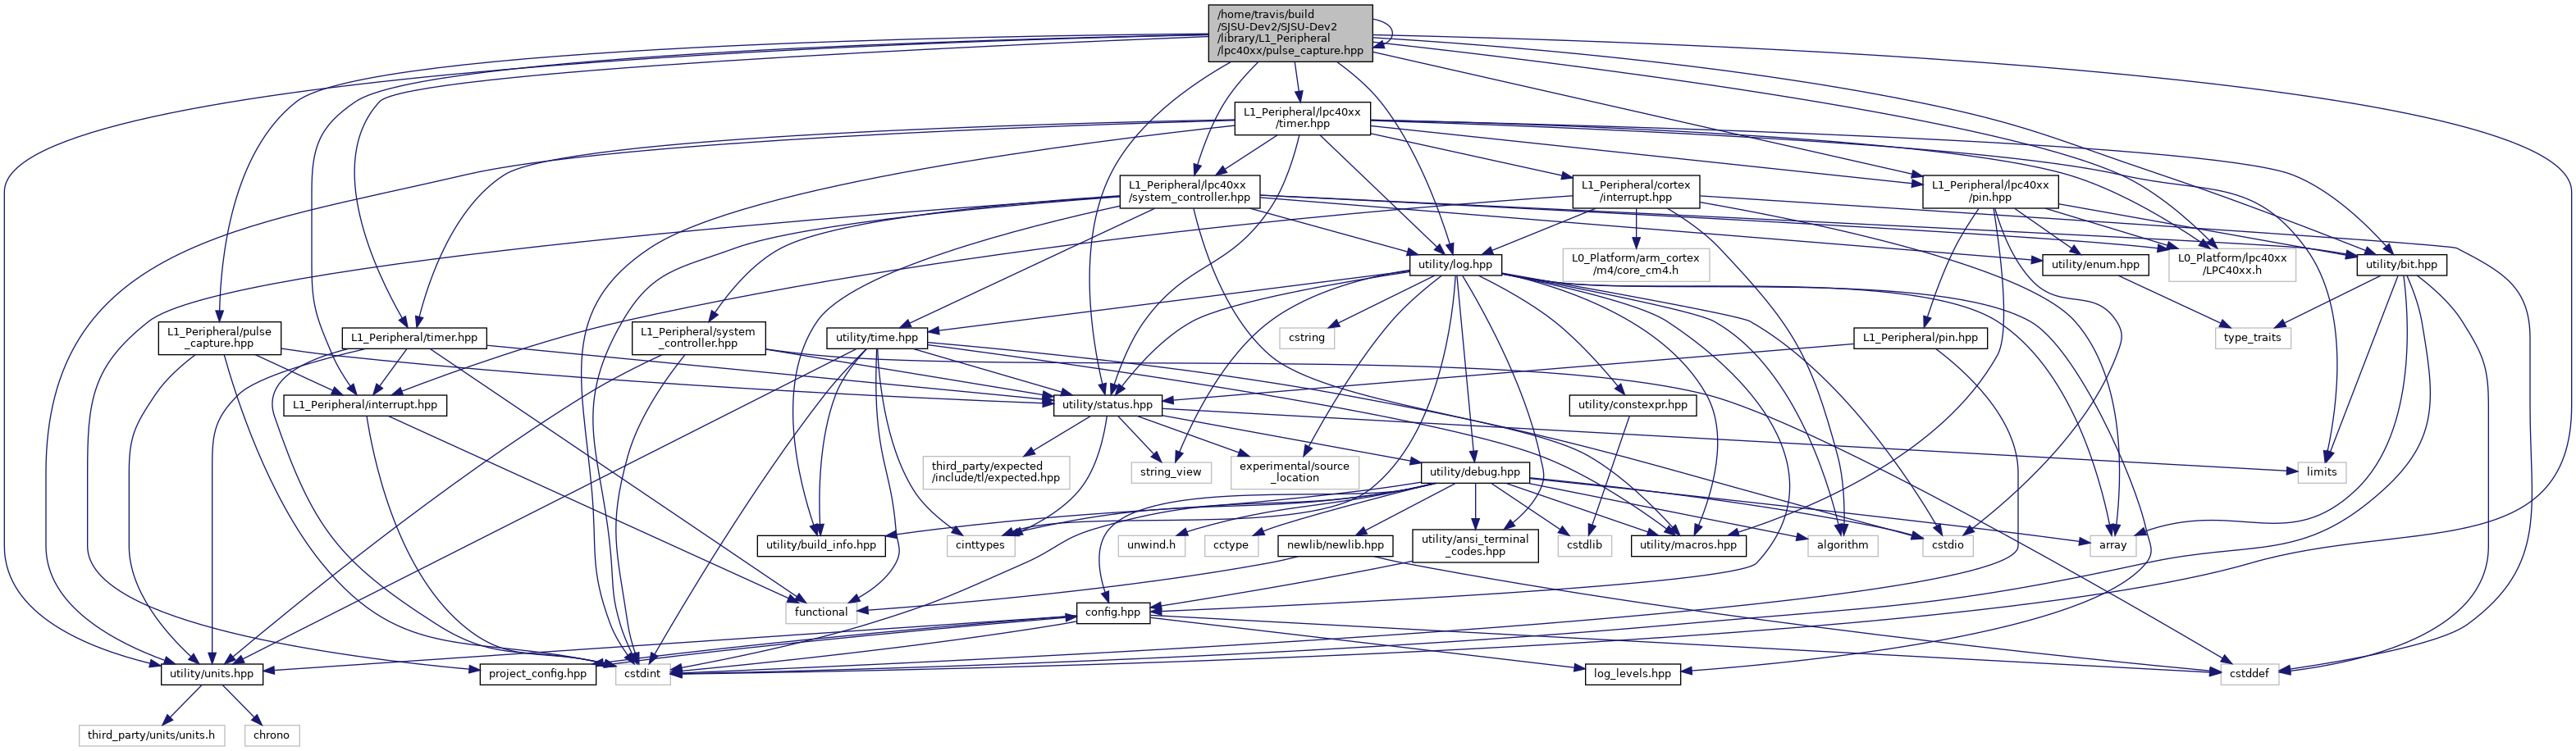 /home/travis/build
/SJSU-Dev2/SJSU-Dev2
/library/L1_Peripheral
/lpc40xx/pulse_capture.hpp
L1_Peripheral/lpc40xx
/timer.hpp
L1_Peripheral/lpc40xx
/system_controller.hpp
L1_Peripheral/cortex
/interrupt.hpp
L1_Peripheral/lpc40xx
/pin.hpp
utility/log.hpp
L0_Platform/arm_cortex
/m4/core_cm4.h
utility/enum.hpp
L0_Platform/lpc40xx
/LPC40xx.h
utility/bit.hpp
L1_Peripheral/pulse
_capture.hpp
L1_Peripheral/timer.hpp
L1_Peripheral/system
_controller.hpp
utility/time.hpp
cstring
L1_Peripheral/pin.hpp
type_traits
L1_Peripheral/interrupt.hpp
utility/status.hpp
utility/constexpr.hpp
third_party/expected
/include/tl/expected.hpp
string_view
experimental/source
_location
utility/debug.hpp
limits
utility/build_info.hpp
cinttypes
unwind.h
cctype
newlib/newlib.hpp
utility/ansi_terminal
_codes.hpp
cstdlib
utility/macros.hpp
algorithm
cstdio
array
functional
config.hpp
utility/units.hpp
project_config.hpp
cstdint
log_levels.hpp
cstddef
third_party/units/units.h
chrono